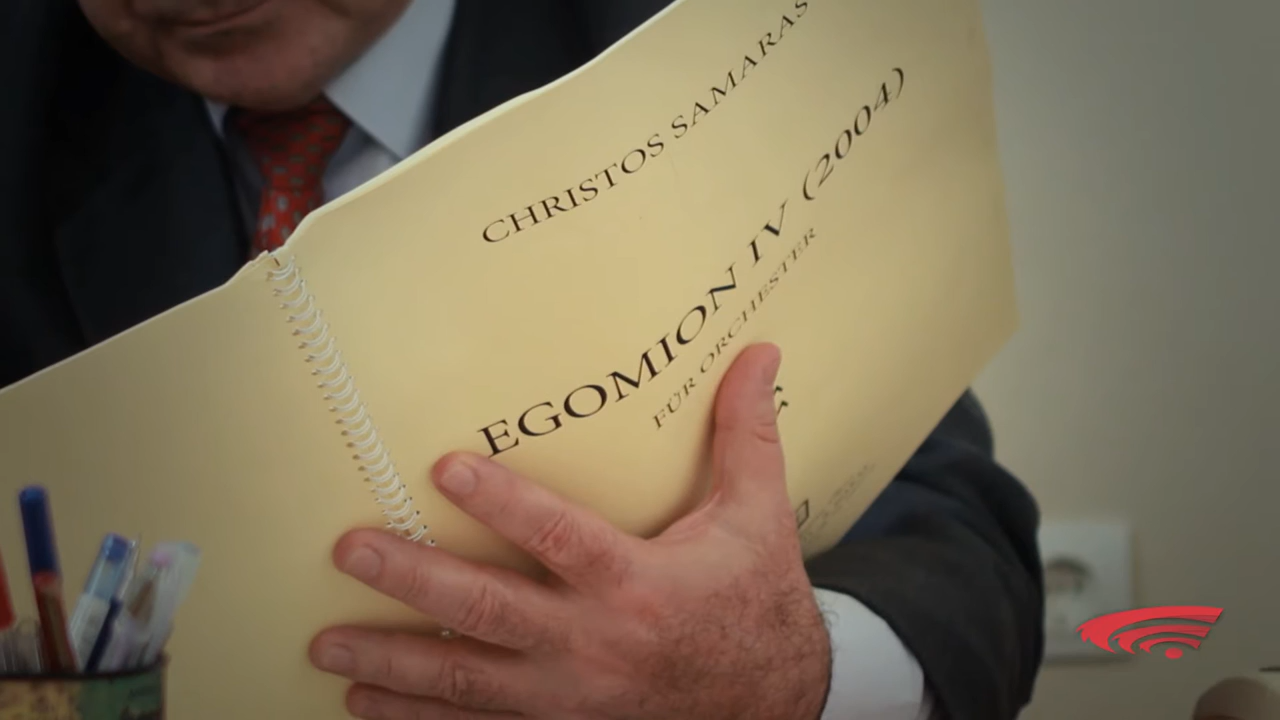 CHRISTOS SAMARAS
EGOMION IV (2004)
FÜR ORCHESTER